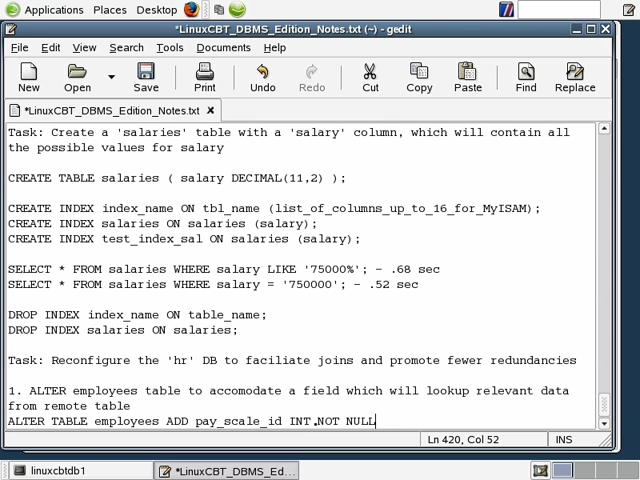 Applications Places Desktop
*LinuxCBT_DBMS_Edition_Notes.txt (~) - gedit
File Edit View Search Tools Documents Help
New Open Save Print Undo Redo Cut Copy Paste Find Replace
*LinuxCBT_DBMS_Edition_Notes.txt
Task: Create a 'salaries' table with a 'salary' column, which will contain all
the possible values for salary
CREATE TABLE salaries ( salary DECIMAL(11,2) );
CREATE INDEX index_name ON tbl_name (list_of_columns_up_to_16_for_MyISAM);
CREATE INDEX salaries ON salaries (salary);
CREATE INDEX test_index_sal ON salaries (salary);
SELECT * FROM salaries WHERE salary LIKE '75000%'; - .68 sec
SELECT * FROM salaries WHERE salary = '750000'; - .52 sec
DROP INDEX index_name ON table_name;
DROP INDEX salaries ON salaries;
Task: Reconfigure the 'hr' DB to faciliate joins and promote fewer redundancies
1. ALTER employees table to accomodate a field which will lookup relevant data
from remote table
ALTER TABLE employees ADD pay_scale_id INT NOT NULL
Ln 420, Col 52 INS
linuxcbtdb1 *LinuxCBT_DBMS_Ed...